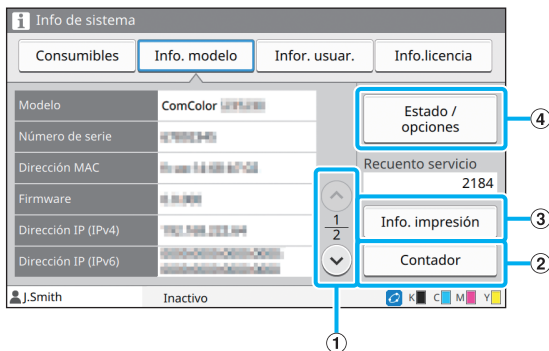 i Info de sistema
Consumibles Info. modelo Infor. usuar. Info.licencia
Modelo ComColor
Número de serie
Dirección MAC
Firmware
Dirección IP (IPv4)
Dirección IP (IPv6)
1
2
Estado /
opciones
④
Recuento servicio
2184
Info. impresión
③
Contador
②
J.Smith Inactivo K C M Y
①